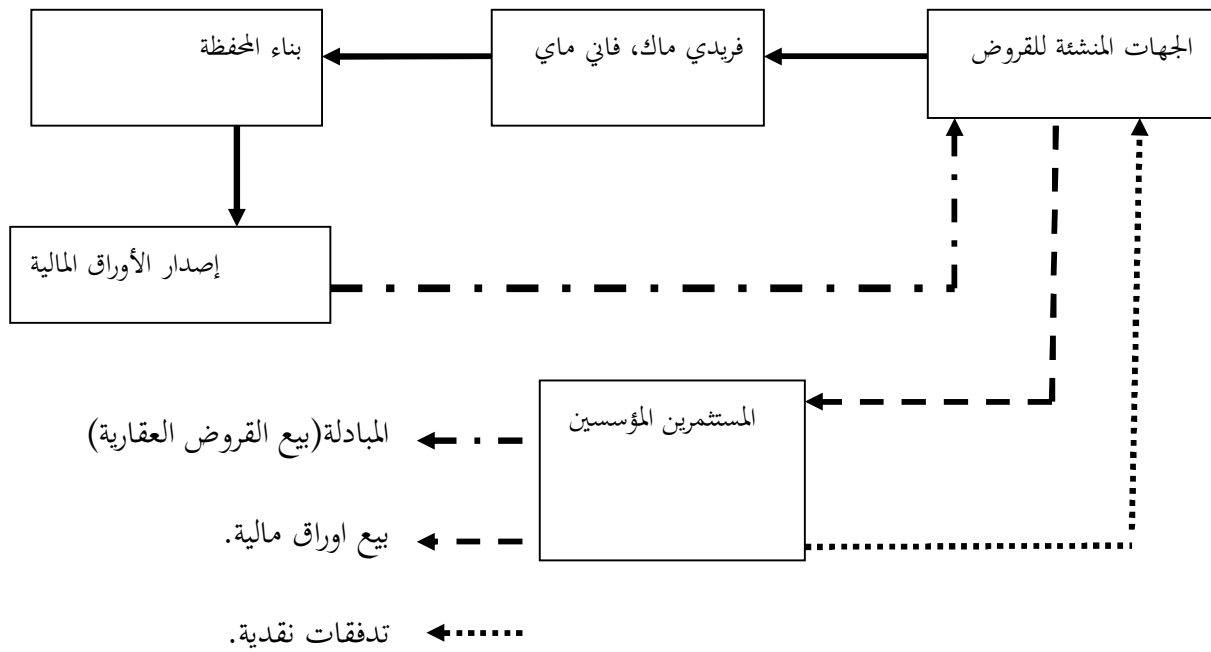 الجهات المنشئة للقروض
فريدي ماك، فاني ماي
بناء المحفظة
إصدار الأوراق المالية
المستثمرين المؤسسين
المبادلة(بيع القروض العقارية)
بيع اوراق مالية.
تدفقات نقدية.